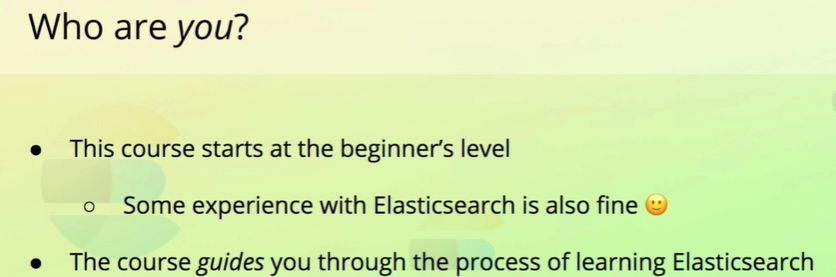 Who are you?
● This course starts at the beginner’s level
○ Some experience with Elasticsearch is also fine 🙂
● The course guides you through the process of learning Elasticsearch